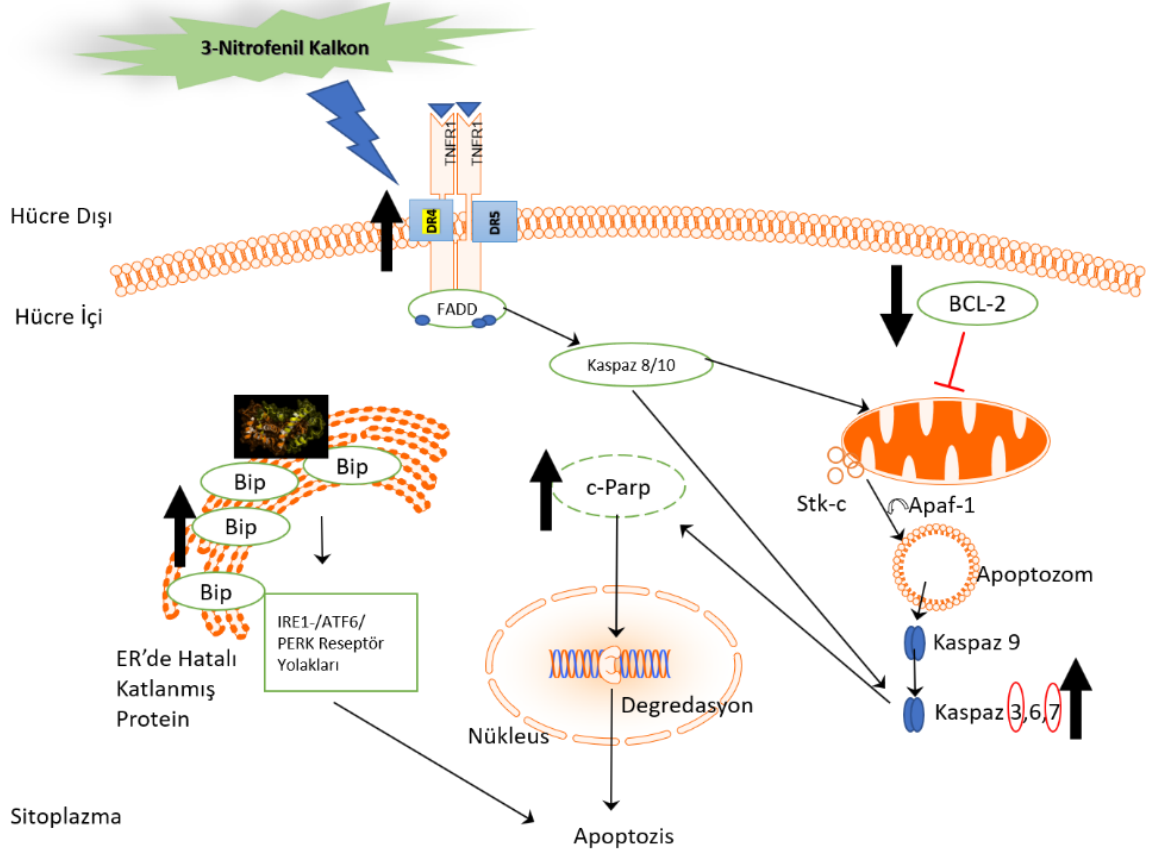 3-Nitrofenil Kalkon
TNFR1
TNFR1
Hücre Dışı
DR4
DR5
Hücre İçi
FADD
BCL-2
Kaspaz 8/10
Bip
Bip
Bip
Bip
c-Parp
Stk-c
Apaf-1
Apoptozom
IRE1-/ATF6/
PERK Reseptör
Yolakları
ER’de Hatalı
Katlanmış
Protein
Kaspaz 9
Degredasyon
Kaspaz 3,6,7
Nükleus
Sitoplazma
Apoptozis